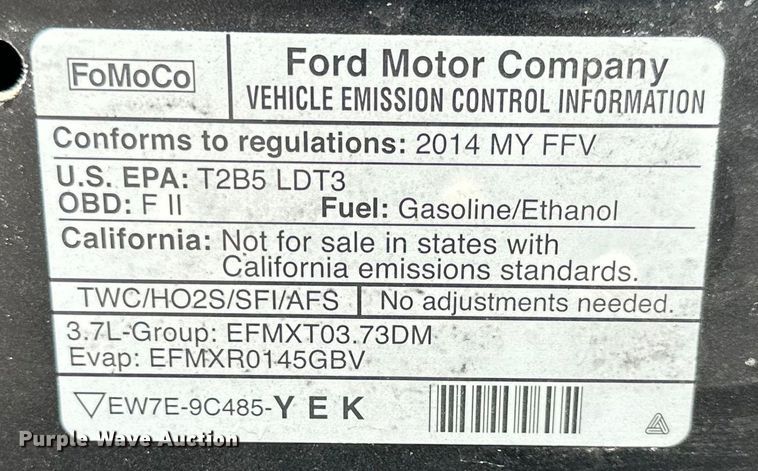 FoMoCo
Ford Motor Company
VEHICLE EMISSION CONTROL INFORMATION
Conforms to regulations: 2014 MY FFV
U.S. EPA: T2B5 LDT3
OBD: F II Fuel: Gasoline/Ethanol
California: Not for sale in states with
California emissions standards.
TWC/HO2S/SFI/AFS No adjustments needed.
3.7L-Group: EFMXT03.73DM
Evap: EFMXR0145GBV
EW7E-9C485-Y E K
Purple Wave Auction